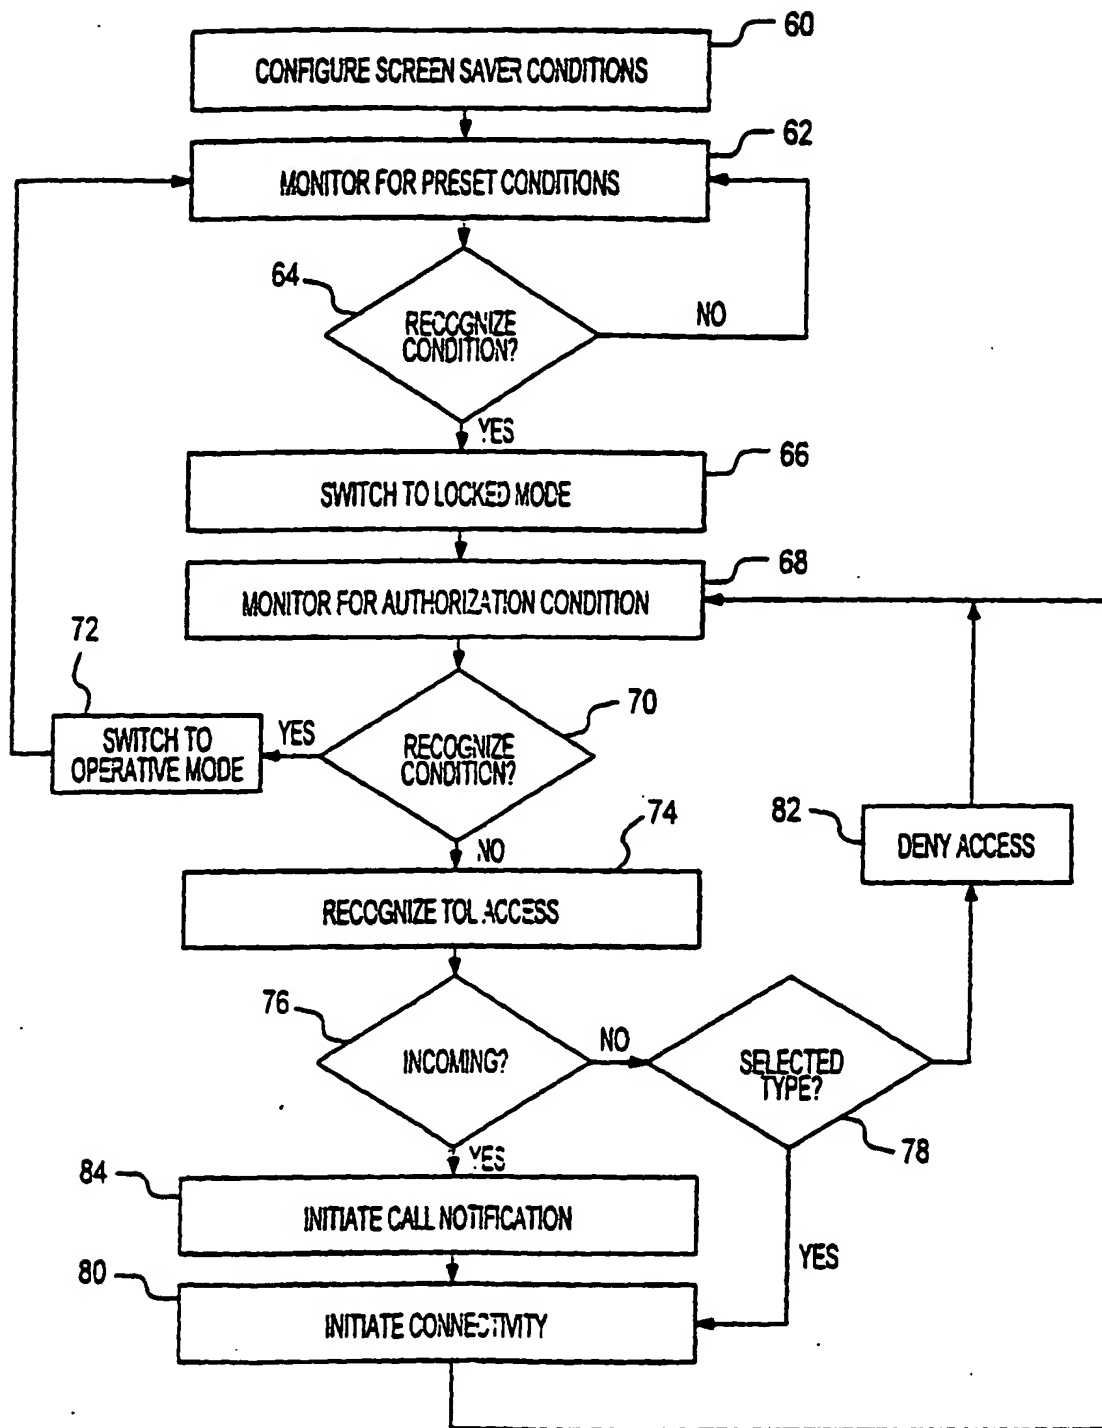 60
CONFIGURE SCREEN SAVER CONDITIONS
62
MONITOR FOR PRESET CONDITIONS
64
RECOGNIZE
CONDITION?
NO
YES
66
SWITCH TO LOCKED MODE
68
MONITOR FOR AUTHORIZATION CONDITION
72
SWITCH TO
OPERATIVE MODE
YES
70
RECOGNIZE
CONDITION?
NO
74
RECOGNIZE TOL ACCESS
82
DENY ACCESS
76
INCOMING?
NO
SELECTED
TYPE?
78
YES
84
INITIATE CALL NOTIFICATION
YES
80
INITIATE CONNECTIVITY